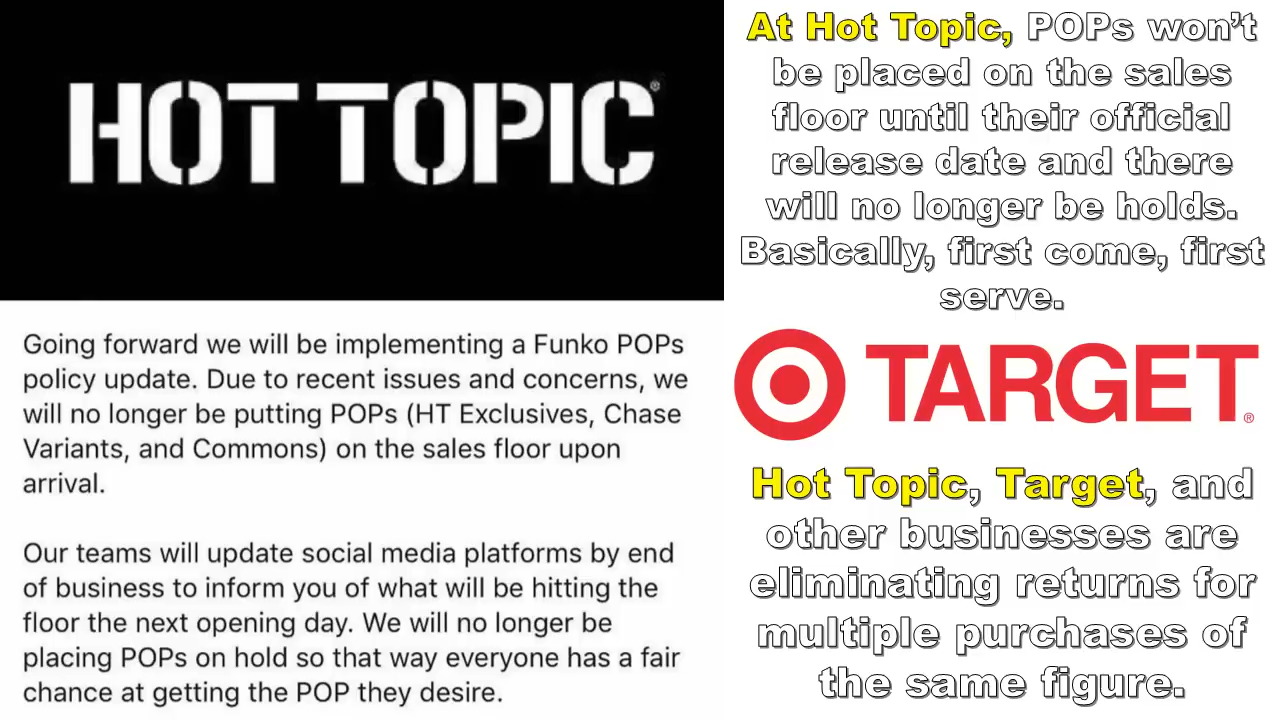 HOT TOPIC®
Going forward we will be implementing a Funko POPs
policy update. Due to recent issues and concerns, we
will no longer be putting POPs (HT Exclusives, Chase
Variants, and Commons) on the sales floor upon
arrival.
Our teams will update social media platforms by end
of business to inform you of what will be hitting the
floor the next opening day. We will no longer be
placing POPs on hold so that way everyone has a fair
chance at getting the POP they desire.
At Hot Topic, POPs won’t
be placed on the sales
floor until their official
release date and there
will no longer be holds.
Basically, first come, first
serve.
TARGET®
Hot Topic, Target, and
other businesses are
eliminating returns for
multiple purchases of
the same figure.